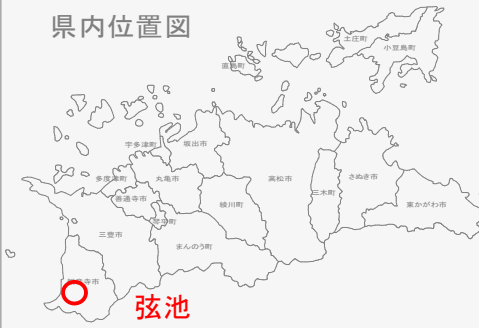 県内位置図
土庄町
小豆島町
直島町
宇多津町
坂出市
多度津町
丸亀市
高松市
さぬき市
善通寺市
綾川町
三木町
東かがわ市
琴平町
三豊市
まんのう町
寺市
弦池